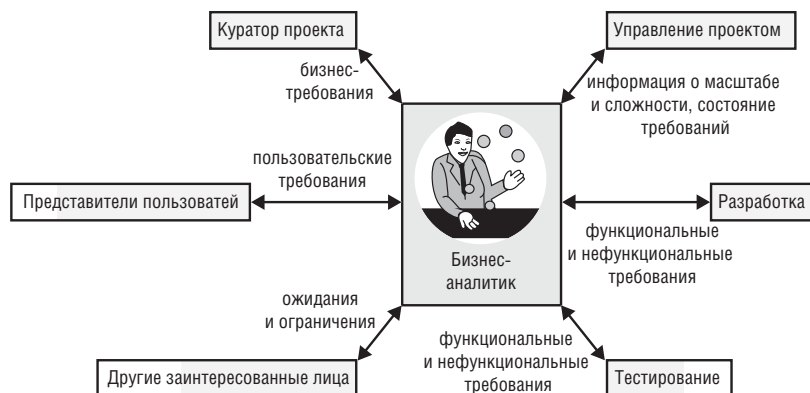 Куратор проекта
Управление проектом
бизнес-
требования
информация о масштабе
и сложности, состояние
требований
пользовательские
требования
Представители пользоватей
Разработка
Бизнес-
аналитик
функциональные
и нефункциональные
требования
ожидания
и ограничения
функциональные
и нефункциональные
требования
Другие заинтересованные лица
Тестирование